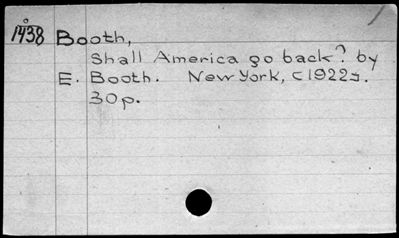 1438 Booth,
Shall America go back? by
E. Booth. New York, c1922.
30p.